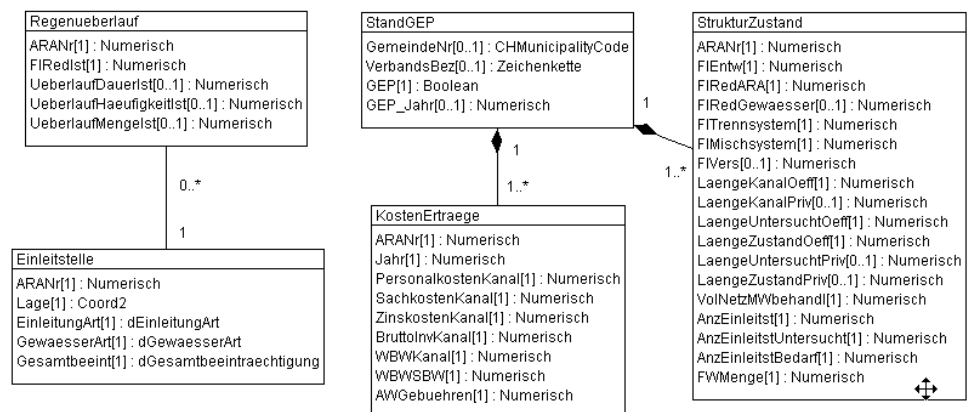 Regenueberlauf
ARANr[1] : Numerisch
FlRedIst[1] : Numerisch
UeberlaufDauerIst[0..1] : Numerisch
UeberlaufHaeufigkeitIst[0..1] : Numerisch
UeberlaufMengeIst[0..1] : Numerisch
0..*
1
Einleitstelle
ARANr[1] : Numerisch
Lage[1] : Coord2
EinleitungArt[1] : dEinleitungArt
GewaesserArt[1] : dGewaesserArt
Gesamtbeeint[1] : dGesamtbeeintraechtigung
StandGEP
GemeindeNr[0..1] : CHMunicipalityCode
VerbandsBez[0..1] : Zeichenkette
GEP[1] : Boolean
GEP_Jahr[0..1] : Numerisch
1
1..*
KostenErtraege
ARANr[1] : Numerisch
Jahr[1] : Numerisch
PersonalkostenKanal[1] : Numerisch
SachkostenKanal[1] : Numerisch
ZinskostenKanal[1] : Numerisch
BruttoInvKanal[1] : Numerisch
WBWKanal[1] : Numerisch
WBWSBW[1] : Numerisch
AWGebuehren[1] : Numerisch
1
1..*
StrukturZustand
ARANr[1] : Numerisch
FlEntw[1] : Numerisch
FlRedARA[1] : Numerisch
FlRedGewaesser[0..1] : Numerisch
FlTrennsystem[1] : Numerisch
FlMischsystem[1] : Numerisch
FlVers[0..1] : Numerisch
LaengeKanalOeff[1] : Numerisch
LaengeKanalPriv[0..1] : Numerisch
LaengeUntersuchtOeff[1] : Numerisch
LaengeZustandOeff[1] : Numerisch
LaengeUntersuchtPriv[0..1] : Numerisch
LaengeZustandPriv[0..1] : Numerisch
VolNetzMWbehandl[1] : Numerisch
AnzEinleitst[1] : Numerisch
AnzEinleitstUntersucht[1] : Numerisch
AnzEinleitstBedarf[1] : Numerisch
FWMenge[1] : Numerisch